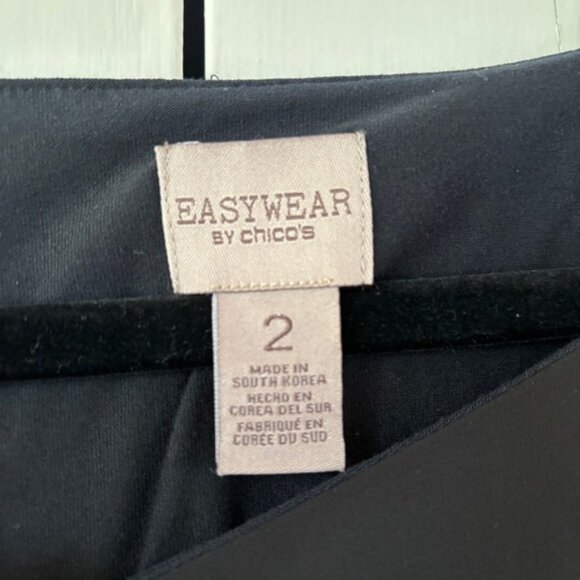 EASYWEAR
BY chico's
2
MADE IN
SOUTH KOREA
HECHO EN
COREA DEL SUR
FABRIQUÉ EN
CORÉE DU SUD